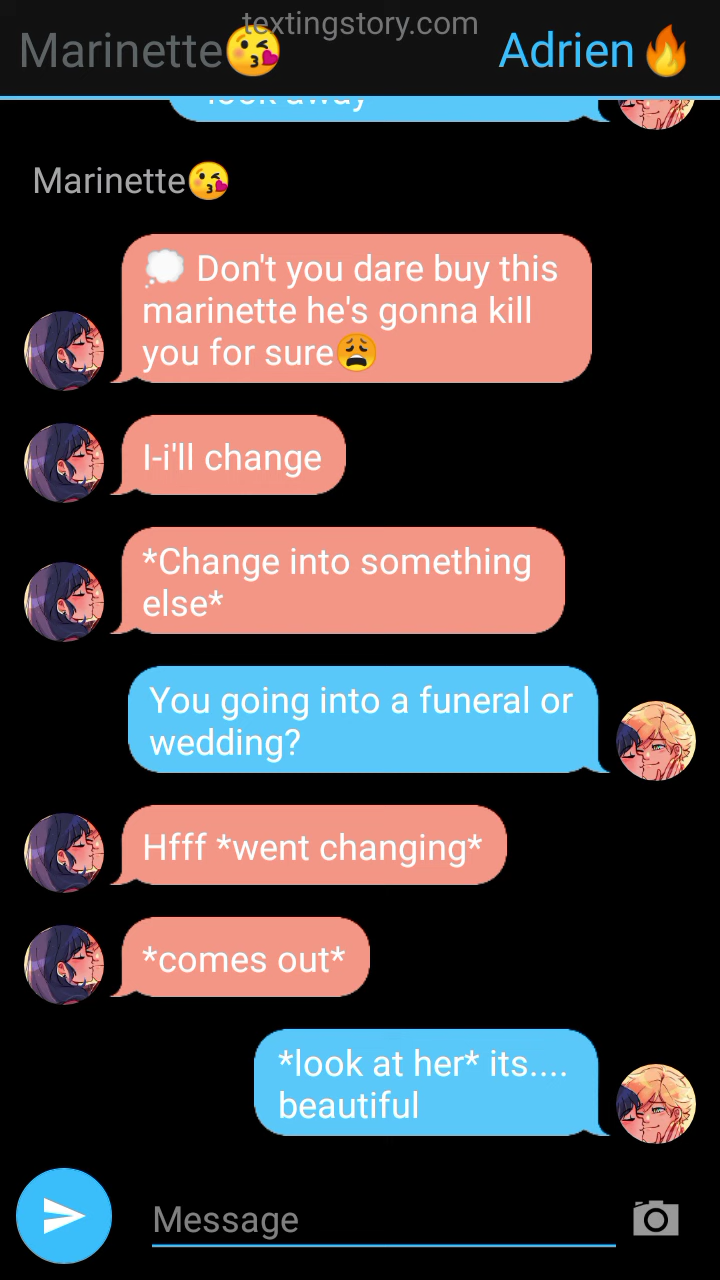 textingstory.com
Marinette😘 Adrien🔥
look away
Marinette😘
💭 Don't you dare buy this
marinette he's gonna kill
you for sure😩
I-i'll change
*Change into something
else*
You going into a funeral or
wedding?
Hfff *went changing*
*comes out*
*look at her* its....
beautiful
Message